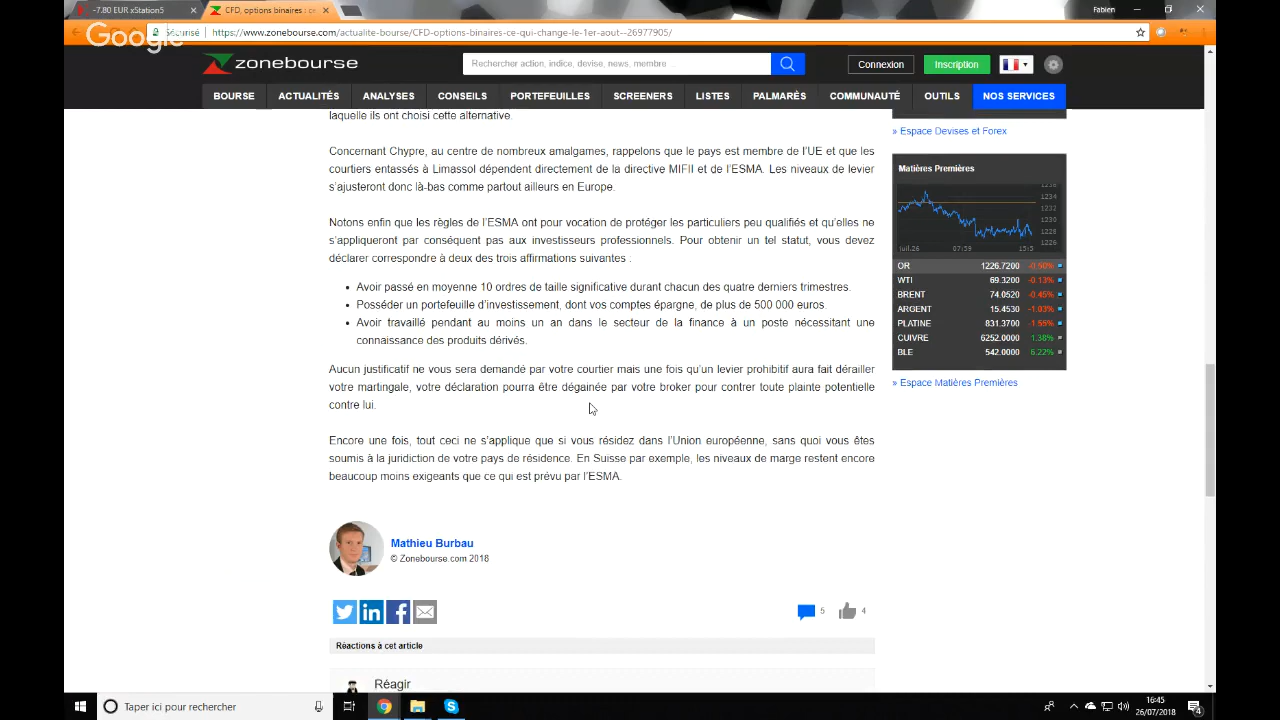 -7.80 EUR xStation5
CFD, options binaires : ce
Fabien
Google
Sécurisé
https://www.zonebourse.com/actualite-bourse/CFD-options-binaires-ce-qui-change-le-1er-aout--26977905/
zonebourse
Rechercher action, indice, devise, news, membre ...
Connexion
Inscription
BOURSE ACTUALITÉS ANALYSES CONSEILS PORTEFEUILLES SCREENERS LISTES PALMARÈS COMMUNAUTÉ OUTILS NOS SERVICES
laquelle ils ont choisi cette alternative.
Concernant Chypre, au centre de nombreux amalgames, rappelons que le pays est membre de l'UE et que les
courtiers entassés à Limassol dépendent directement de la directive MIFII et de l'ESMA. Les niveaux de levier
s'ajusteront donc là-bas comme partout ailleurs en Europe.
Notons enfin que les règles de l'ESMA ont pour vocation de protéger les particuliers peu qualifiés et qu'elles ne
s'appliqueront par conséquent pas aux investisseurs professionnels. Pour obtenir un tel statut, vous devez
déclarer correspondre à deux des trois affirmations suivantes :
• Avoir passé en moyenne 10 ordres de taille significative durant chacun des quatre derniers trimestres.
• Posséder un portefeuille d'investissement, dont vos comptes épargne, de plus de 500 000 euros.
• Avoir travaillé pendant au moins un an dans le secteur de la finance à un poste nécessitant une
connaissance des produits dérivés.
Aucun justificatif ne vous sera demandé par votre courtier mais une fois qu'un levier prohibitif aura fait dérailler
votre martingale, votre déclaration pourra être dégainée par votre broker pour contrer toute plainte potentielle
contre lui.
Encore une fois, tout ceci ne s'applique que si vous résidez dans l'Union européenne, sans quoi vous êtes
soumis à la juridiction de votre pays de résidence. En Suisse par exemple, les niveaux de marge restent encore
beaucoup moins exigeants que ce qui est prévu par l'ESMA.
Mathieu Burbau
© Zonebourse.com 2018
5
4
Réactions à cet article
Réagir
» Espace Devises et Forex
Matières Premières
1236
1234
1232
1230
1228
1226
juil.26 07:59 15:5
OR 1226.7200 -0.50%
WTI 69.3200 -0.13%
BRENT 74.0520 -0.45%
ARGENT 15.4530 -1.03%
PLATINE 831.3700 -1.55%
CUIVRE 6252.0000 1.38%
BLE 542.0000 6.22%
» Espace Matières Premières
Taper ici pour rechercher
16:45
26/07/2018
4